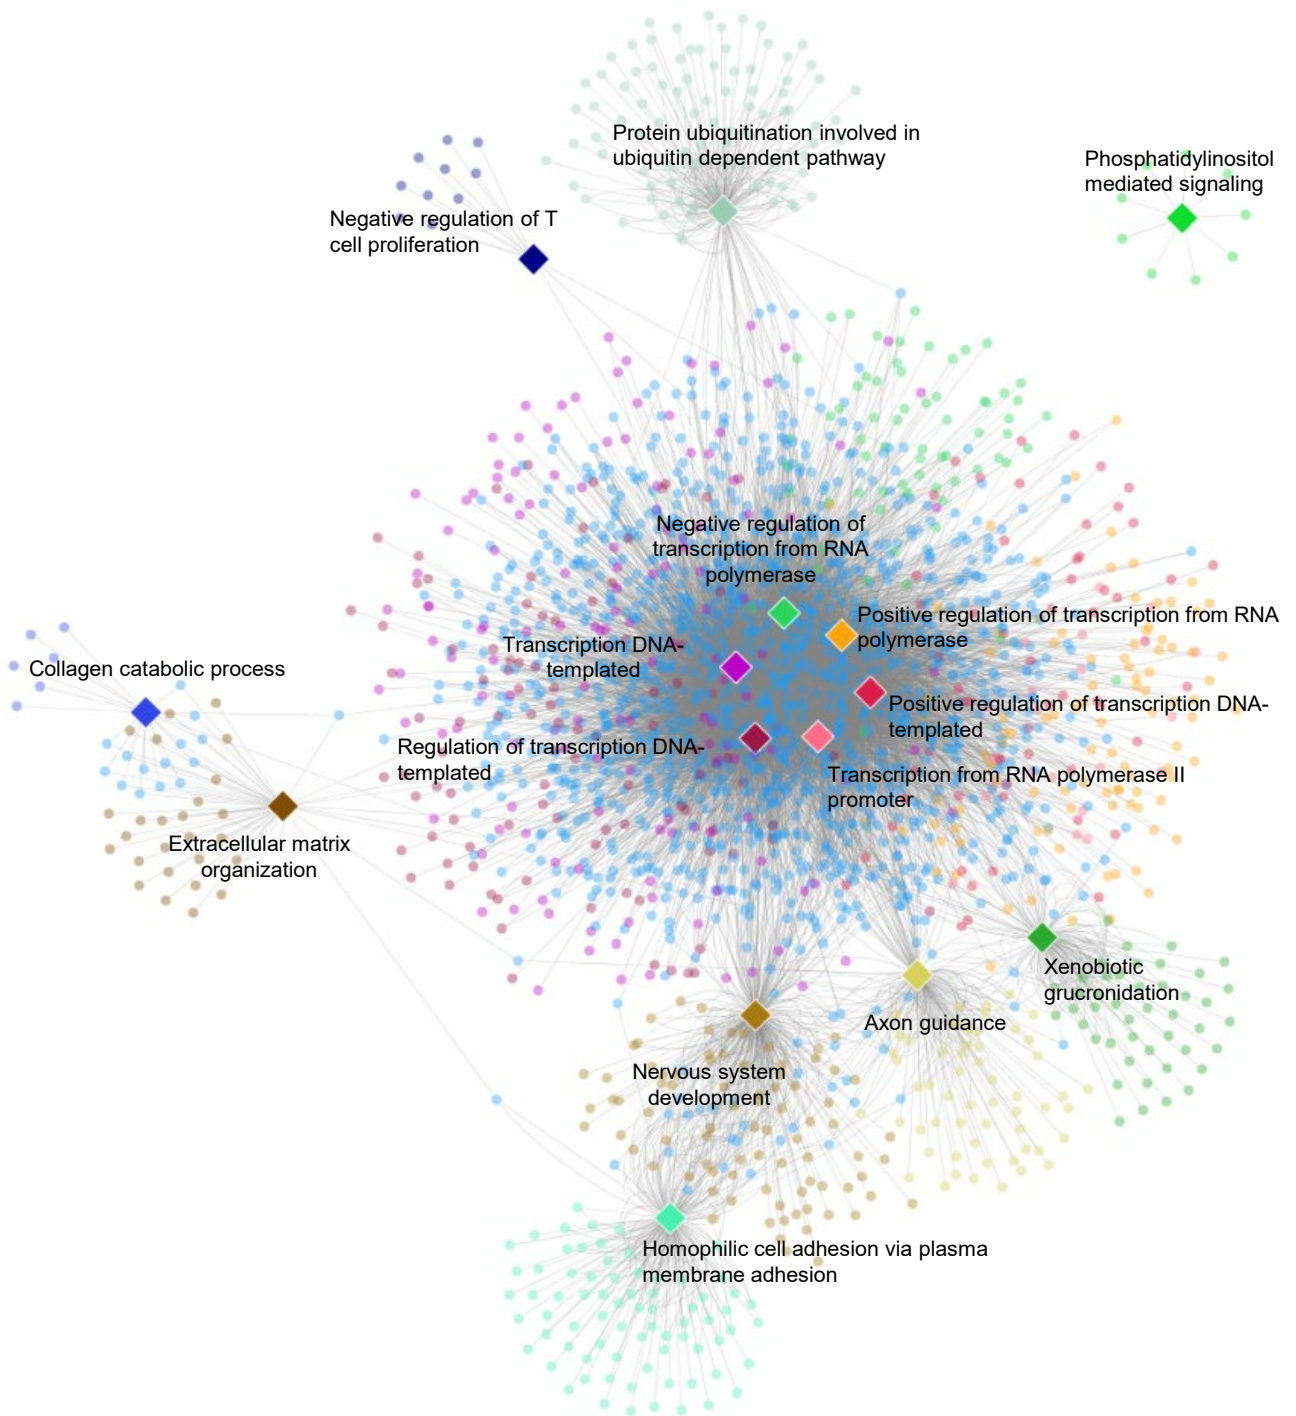 Protein ubiquitination involved in
ubiquitin dependent pathway
Phosphatidylinositol
mediated signaling
Negative regulation of T
cell proliferation
Negative regulation of
transcription from RNA
polymerase
Positive regulation of transcription from RNA
polymerase
Transcription DNA-
templated
Collagen catabolic process
Positive regulation of transcription DNA-
templated
Regulation of transcription DNA-
templated
Transcription from RNA polymerase II
promoter
Extracellular matrix
organization
Xenobiotic
grucronidation
Axon guidance
Nervous system
development
Homophilic cell adhesion via plasma
membrane adhesion